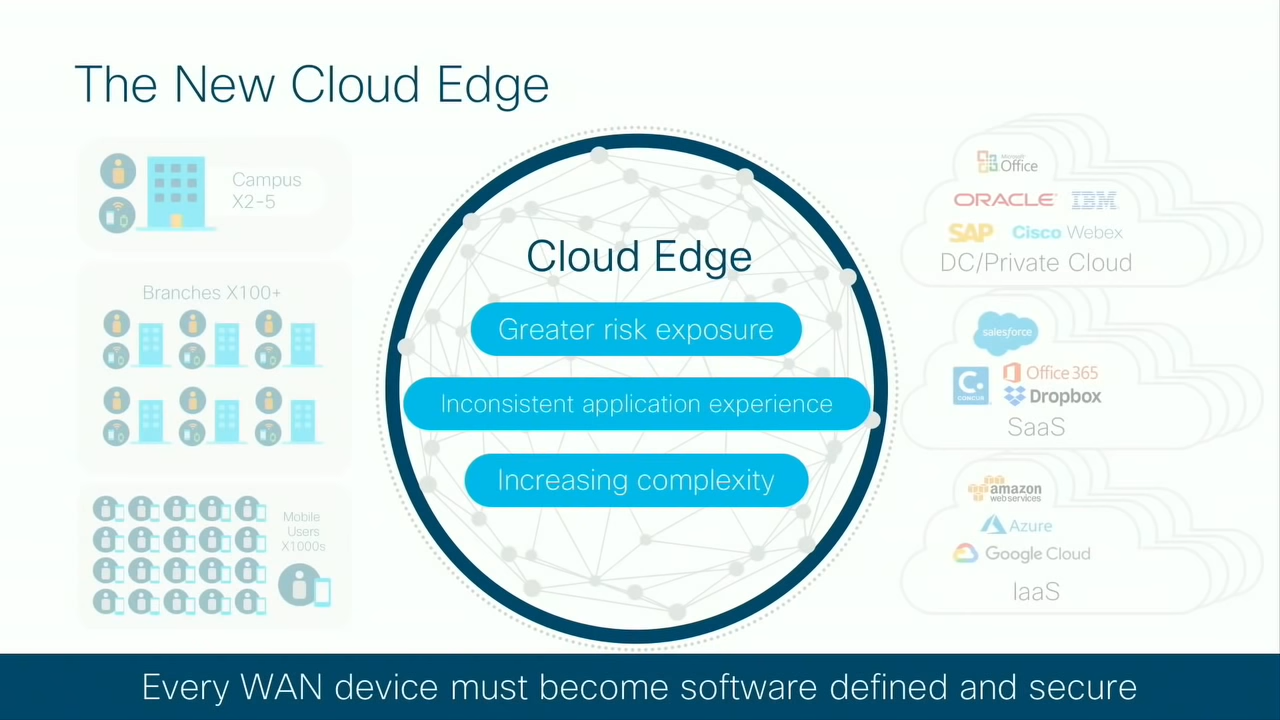 The New Cloud Edge
Campus
X2-5
Branches X100+
Mobile
Users
X1000s
Cloud Edge
Greater risk exposure
Inconsistent application experience
Increasing complexity
Microsoft
Office
ORACLE IBM
SAP Cisco Webex
DC/Private Cloud
salesforce
C. CONCUR
Office 365
Dropbox
SaaS
amazon
web services
Azure
Google Cloud
IaaS
Every WAN device must become software defined and secure